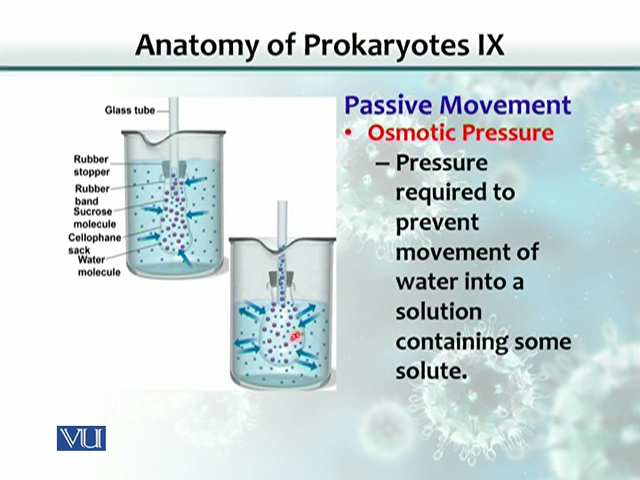 Anatomy of Prokaryotes IX
Glass tube
Rubber
stopper
Rubber
band
Sucrose
molecule
Cellophane
sack
Water
molecule
Passive Movement
• Osmotic Pressure
– Pressure
required to
prevent
movement of
water into a
solution
containing some
solute.
VU